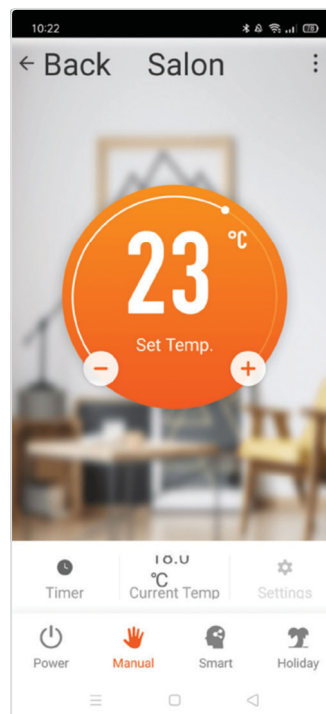 10:22
Back Salon
23 °C
Set Temp.
°C
Timer Current Temp Settings
Power Manual Smart Holiday